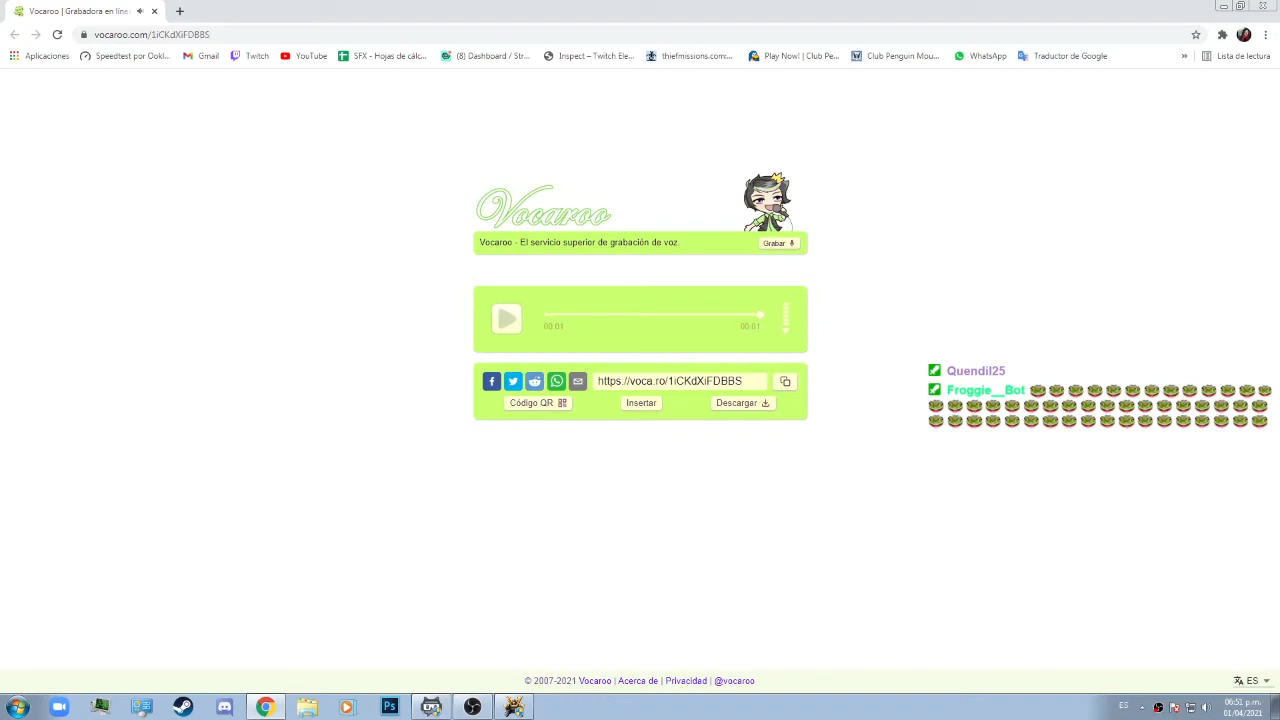 Vocaroo | Grabadora en líne
vocaroo.com/1iCKdXiFDBBS
Aplicaciones
Speedtest por Ookl...
Gmail
Twitch
YouTube
SFX - Hojas de cálc...
(8) Dashboard / Str...
Inspect – Twitch Ele...
thiefmissions.com:...
Play Now! | Club Pe...
Club Penguin Mou...
WhatsApp
Traductor de Google
»
Lista de lectura
Vocaroo
Vocaroo - El servicio superior de grabación de voz.
Grabar
00:01
00:01
https://voca.ro/1iCKdXiFDBBS
Código QR
Insertar
Descargar
Quendil25
Froggie__Bot
© 2007-2021 Vocaroo | Acerca de | Privacidad | @vocaroo
ES
ES
06:51 p.m.
01/04/2021